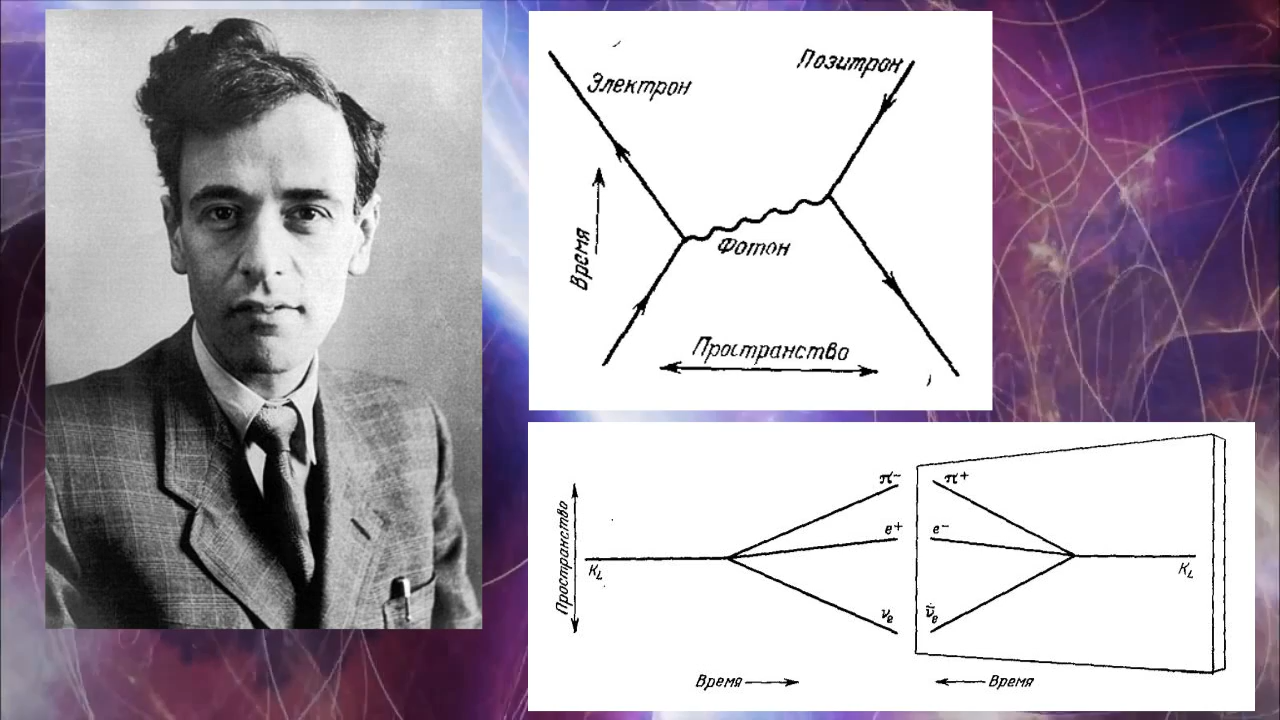 Электрон
Позитрон
Фотон
Время
Пространство
Пространство
K_L
π⁻
e⁺
ν_e
π⁺
e⁻
ν̃_e
K_L
Время
Время